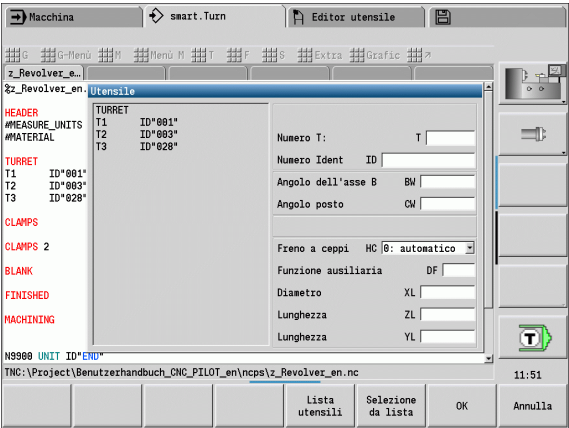 Macchina
smart.Turn
Editor utensile
G G-Menù M Menù M T F S Extra Grafic
z_Revolver_e…
%z_Revolver_en.
Utensile
HEADER
#MEASURE_UNITS
#MATERIAL
TURRET
T1 ID"001"
T2 ID"003"
T3 ID"028"
CLAMPS
CLAMPS 2
BLANK
FINISHED
MACHINING
N9900 UNIT ID"END"
TURRET
T1 ID"001"
T2 ID"003"
T3 ID"028"
Numero T: T
Numero Ident ID
Angolo dell'asse B BW
Angolo posto CW
Freno a ceppi HC 0: automatico
Funzione ausiliaria DF
Diametro XL
Lunghezza ZL
Lunghezza YL
T
TNC:\Project\Benutzerhandbuch_CNC_PILOT_en\ncps\z_Revolver_en.nc
11:51
Lista utensili
Selezione da lista
OK
Annulla